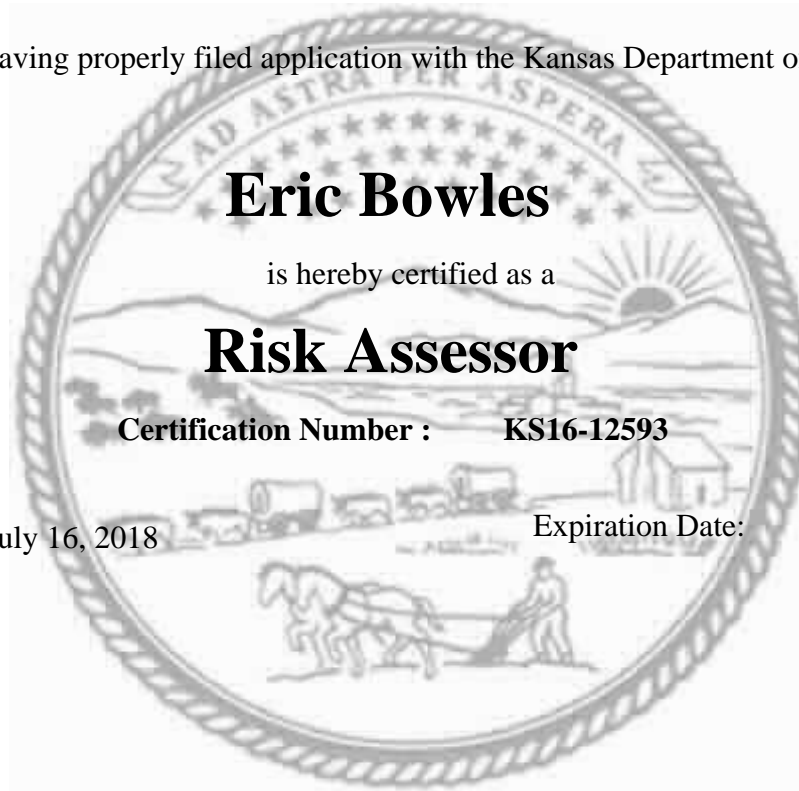 aving properly filed application with the Kansas Department o
AD ASTRA PER ASPERA
Eric Bowles
is hereby certified as a
Risk Assessor
Certification Number : KS16-12593
uly 16, 2018 Expiration Date: